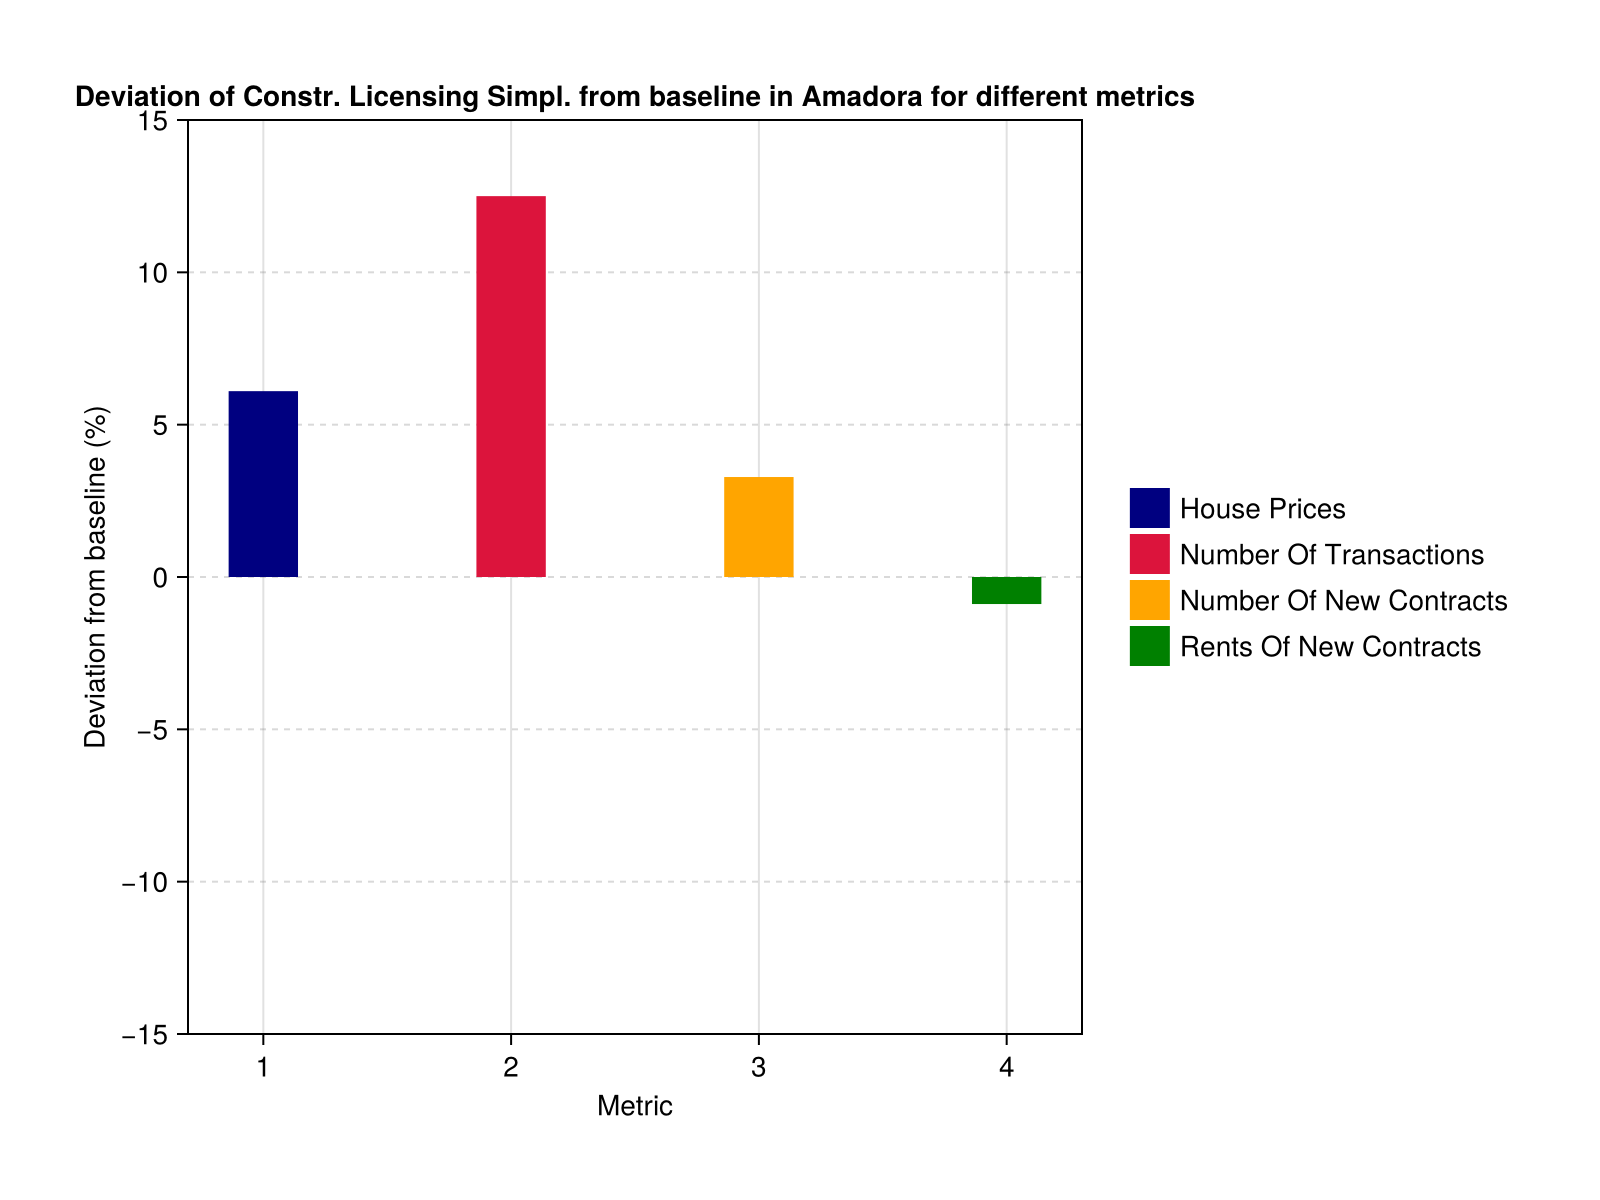 Deviation of Constr. Licensing Simpl. from baseline in Amadora for different metrics
15
10
5
0
−5
−10
−15
Deviation from baseline (%)
1 2 3 4
Metric
House Prices
Number Of Transactions
Number Of New Contracts
Rents Of New Contracts